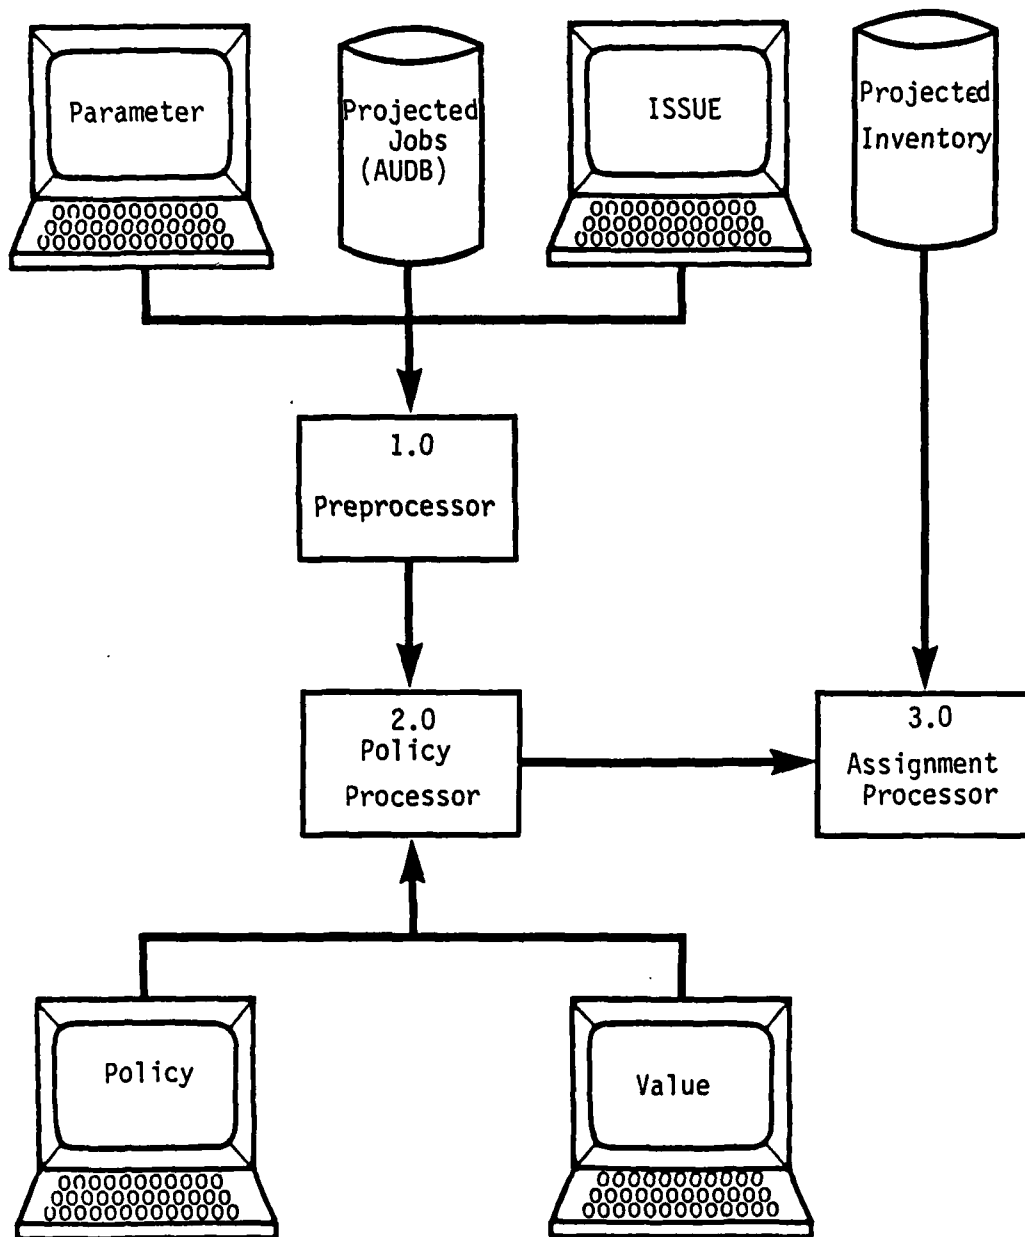 Parameter
Projected
Jobs
(AUDB)
ISSUE
Projected
Inventory
1.0
Preprocessor
2.0
Policy
Processor
3.0
Assignment
Processor
Policy
Value